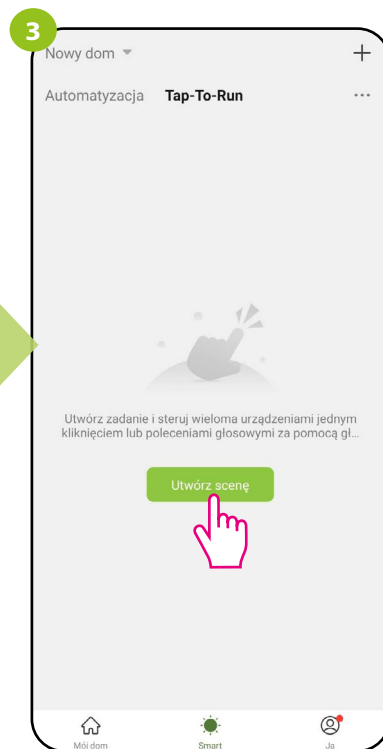 3
Nowy dom
Automatyzacja Tap-To-Run
Utwórz zadanie i steruj wieloma urządzeniami jednym
kliknięciem lub poleceniami głosowymi za pomocą gł...
Utwórz scenę
Mój dom Smart Ja